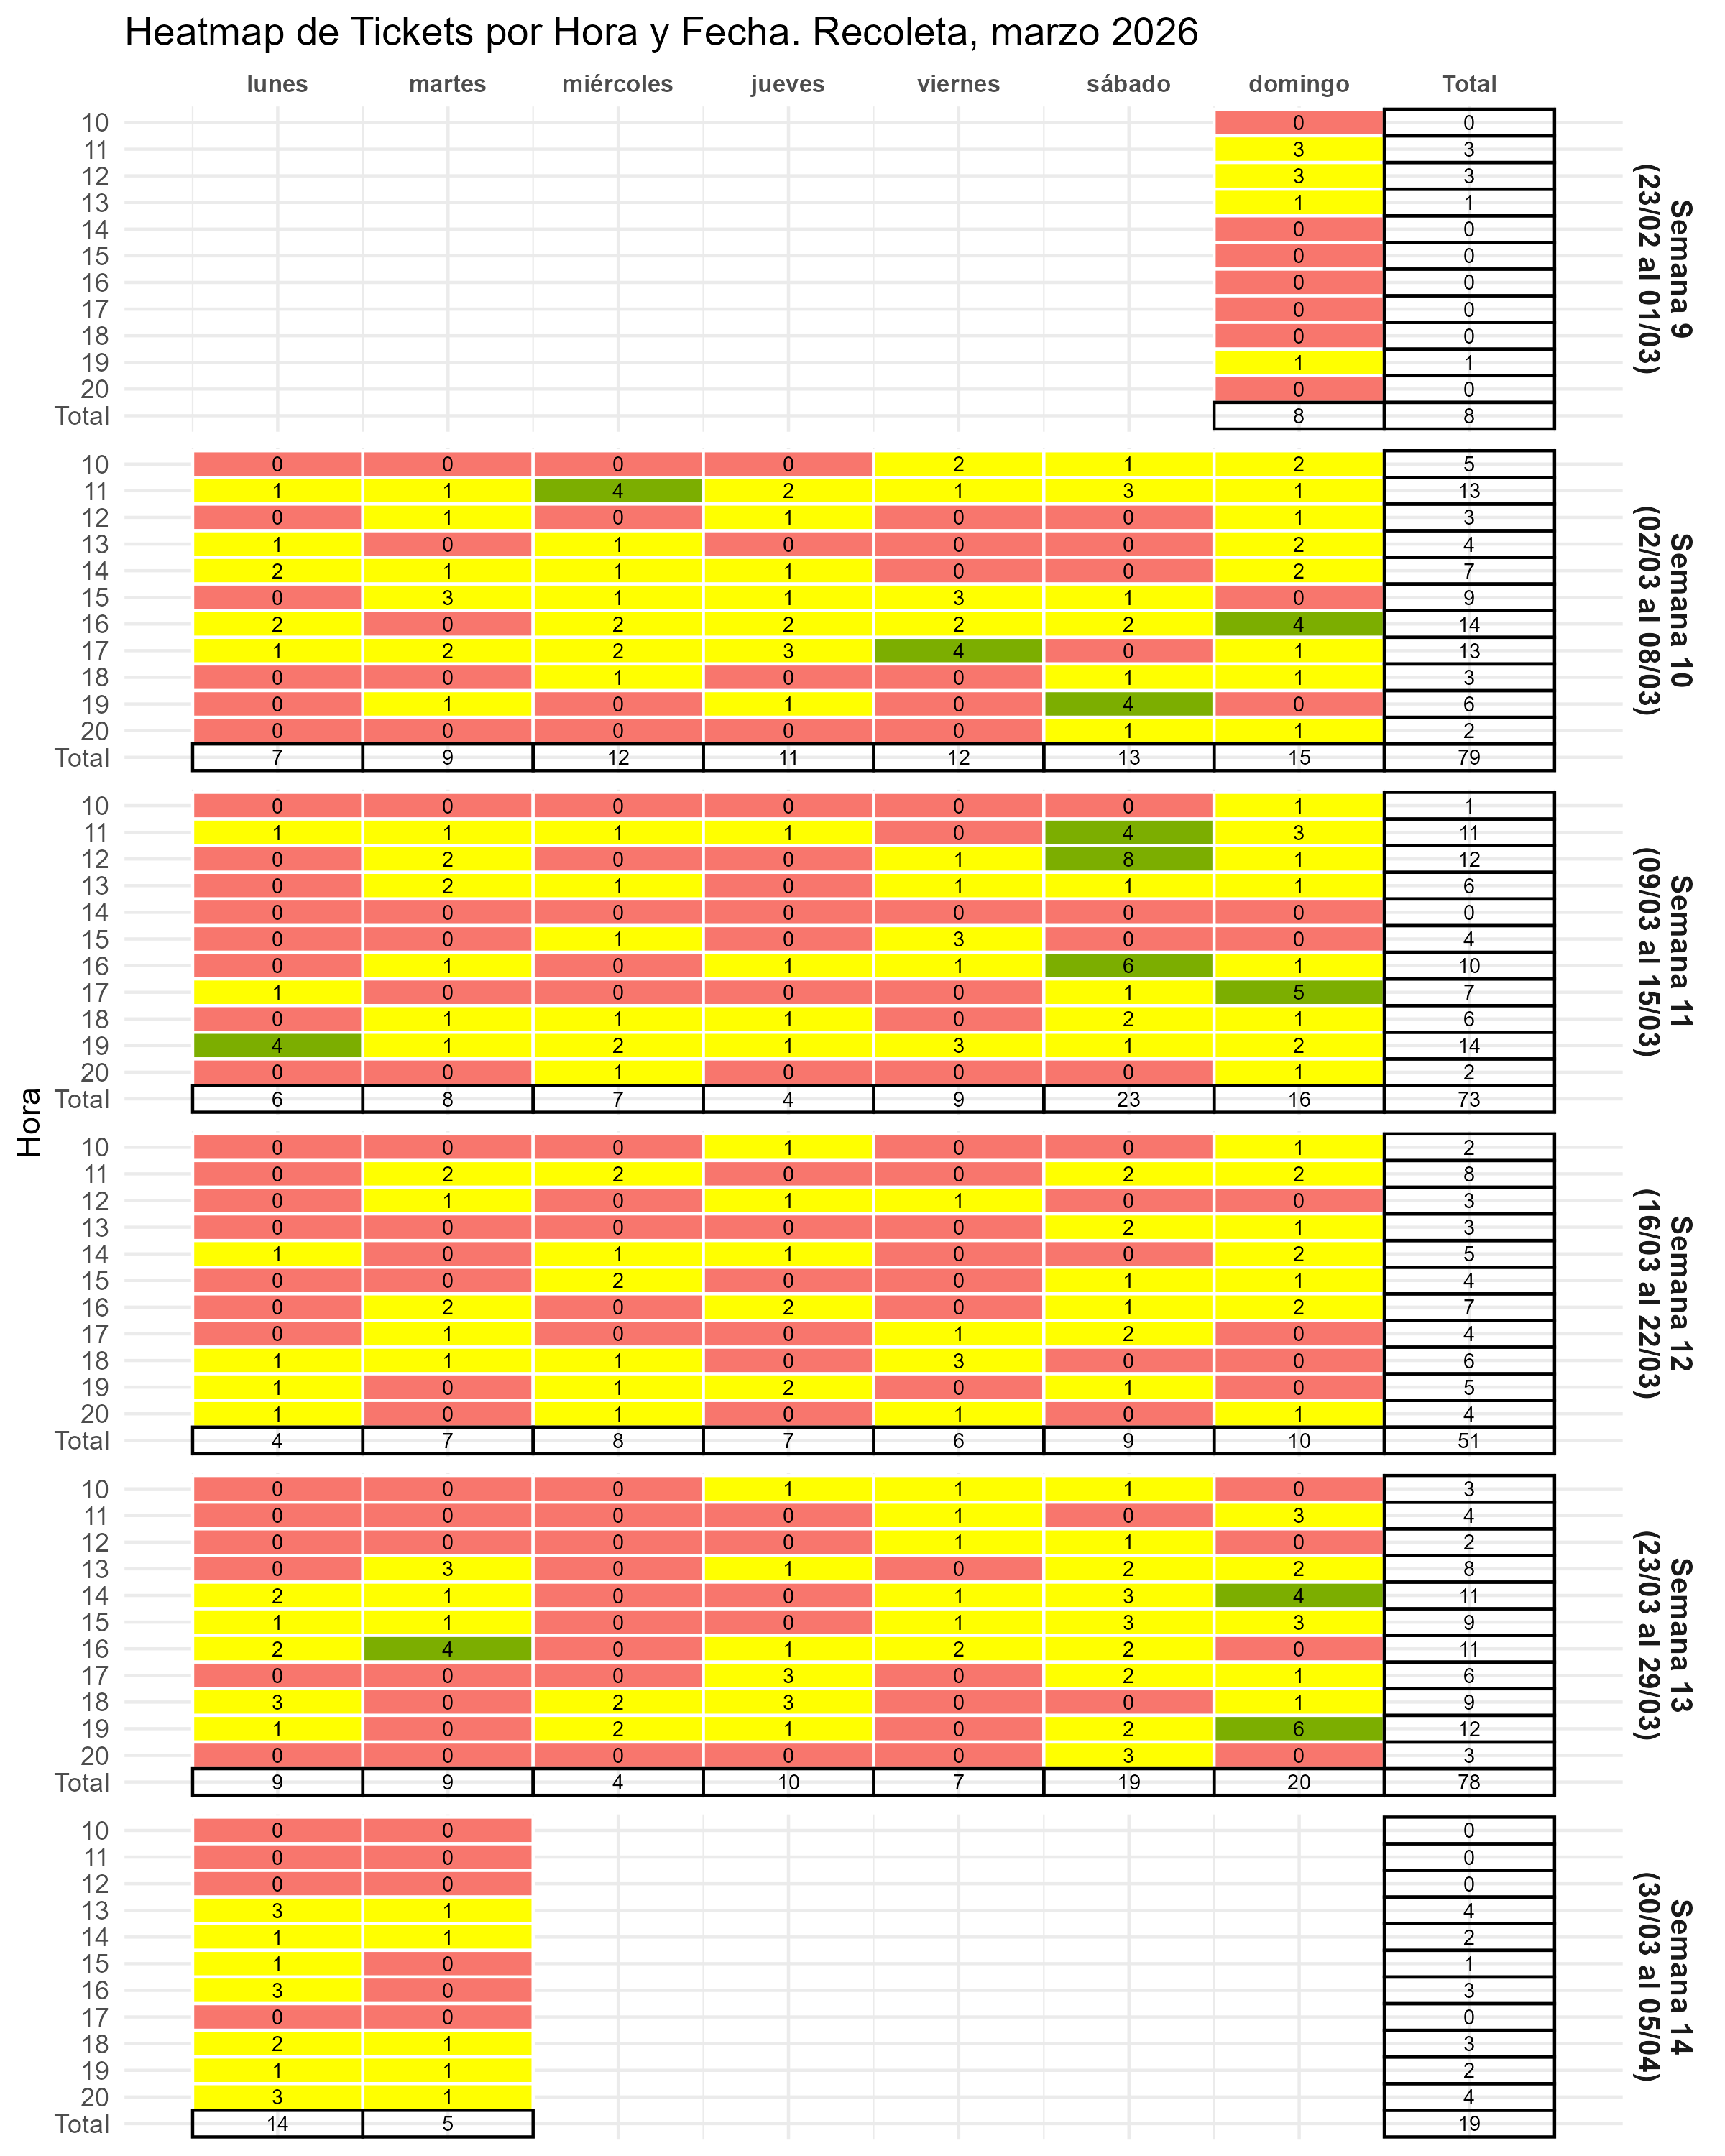 Heatmap de Tickets por Hora y Fecha. Recoleta, marzo 2026
lunes martes miércoles jueves viernes sábado domingo Total
10 0 0
11 3 3
12 3 3
13 1 1
14 0 0
15 0 0
16 0 0
17 0 0
18 0 0
19 1 1
20 0 0
Total 8 8
Semana 9
(23/02 al 01/03)
10 0 0 0 0 2 1 2 5
11 1 1 4 2 1 3 1 13
12 0 1 0 1 0 0 1 3
13 1 0 1 0 0 0 2 4
14 2 1 1 1 0 0 2 7
15 0 3 1 1 3 1 0 9
16 2 0 2 2 2 2 4 14
17 1 2 2 3 4 0 1 13
18 0 0 1 0 0 1 1 3
19 0 1 0 1 0 4 0 6
20 0 0 0 0 0 1 1 2
Total 7 9 12 11 12 13 15 79
Semana 10
(02/03 al 08/03)
10 0 0 0 0 0 0 1 1
11 1 1 1 1 0 4 3 11
12 0 2 0 0 1 8 1 12
13 0 2 1 0 1 1 1 6
14 0 0 0 0 0 0 0 0
15 0 0 1 0 3 0 0 4
16 0 1 0 1 1 6 1 10
17 1 0 0 0 0 1 5 7
18 0 1 1 1 0 2 1 6
19 4 1 2 1 3 1 2 14
20 0 0 1 0 0 0 1 2
Total 6 8 7 4 9 23 16 73
Semana 11
(09/03 al 15/03)
Hora
10 0 0 0 1 0 0 1 2
11 0 2 2 0 0 2 2 8
12 0 1 0 1 1 0 0 3
13 0 0 0 0 0 2 1 3
14 1 0 1 1 0 0 2 5
15 0 0 2 0 0 1 1 4
16 0 2 0 2 0 1 2 7
17 0 1 0 0 1 2 0 4
18 1 1 1 0 3 0 0 6
19 1 0 1 2 0 1 0 5
20 1 0 1 0 1 0 1 4
Total 4 7 8 7 6 9 10 51
Semana 12
(16/03 al 22/03)
10 0 0 0 1 1 1 0 3
11 0 0 0 0 1 0 3 4
12 0 0 0 0 1 1 0 2
13 0 3 0 1 0 2 2 8
14 2 1 0 0 1 3 4 11
15 1 1 0 0 1 3 3 9
16 2 4 0 1 2 2 0 11
17 0 0 0 3 0 2 1 6
18 3 0 2 3 0 0 1 9
19 1 0 2 1 0 2 6 12
20 0 0 0 0 0 3 0 3
Total 9 9 4 10 7 19 20 78
Semana 13
(23/03 al 29/03)
10 0 0 0
11 0 0 0
12 0 0 0
13 3 1 4
14 1 1 2
15 1 0 1
16 3 0 3
17 0 0 0
18 2 1 3
19 1 1 2
20 3 1 4
Total 14 5 19
Semana 14
(30/03 al 05/04)